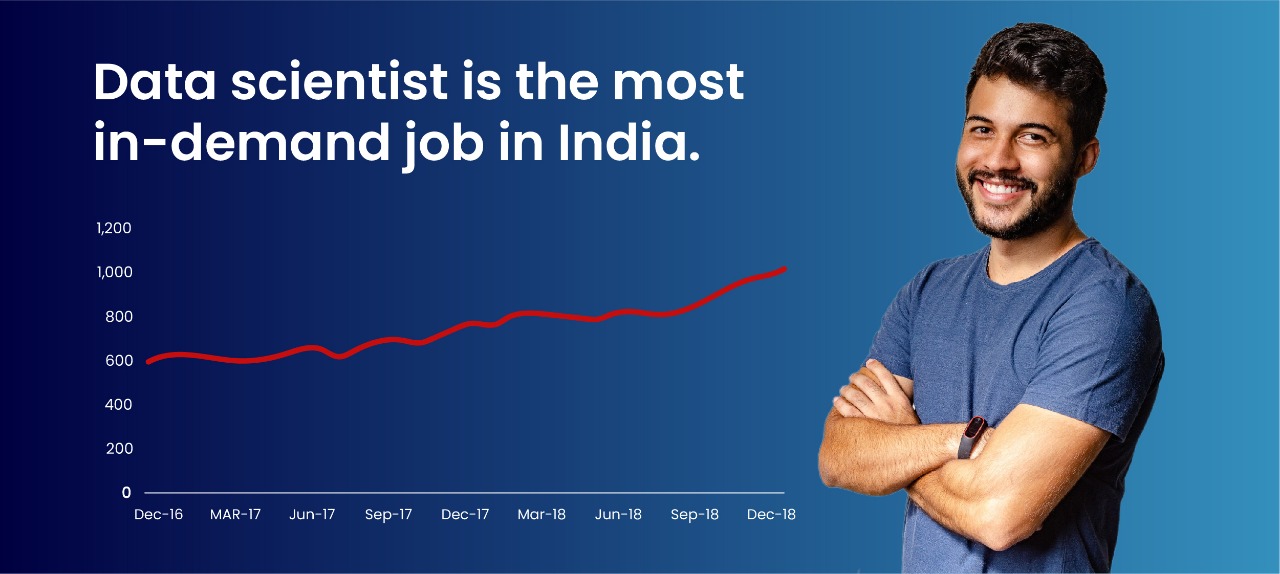 Data scientist is the most
in-demand job in India.
1,200
1,000
800
600
400
200
0
Dec-16 MAR-17 Jun-17 Sep-17 Dec-17 Mar-18 Jun-18 Sep-18 Dec-18